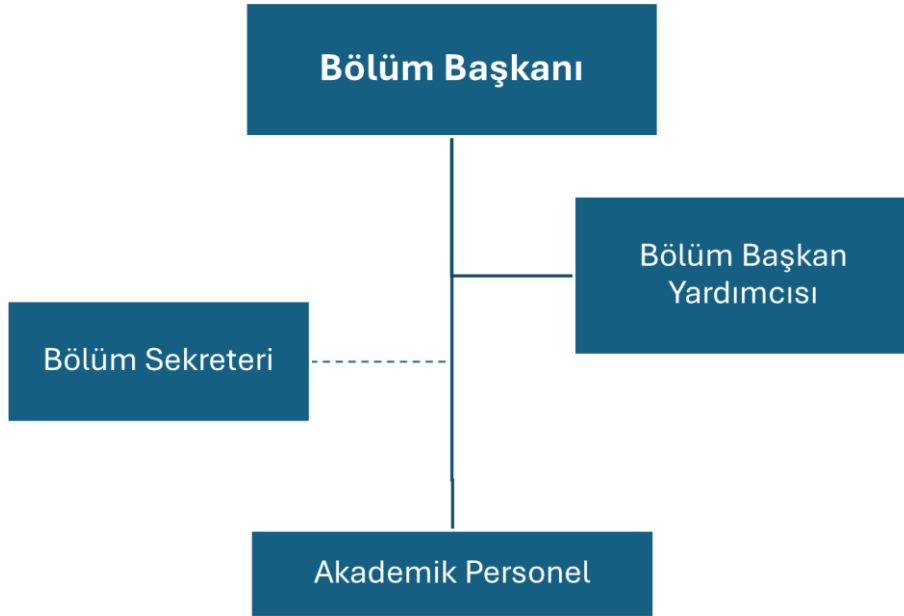 Bölüm Başkanı
Bölüm Başkan
Yardımcısı
Bölüm Sekreteri
Akademik Personel